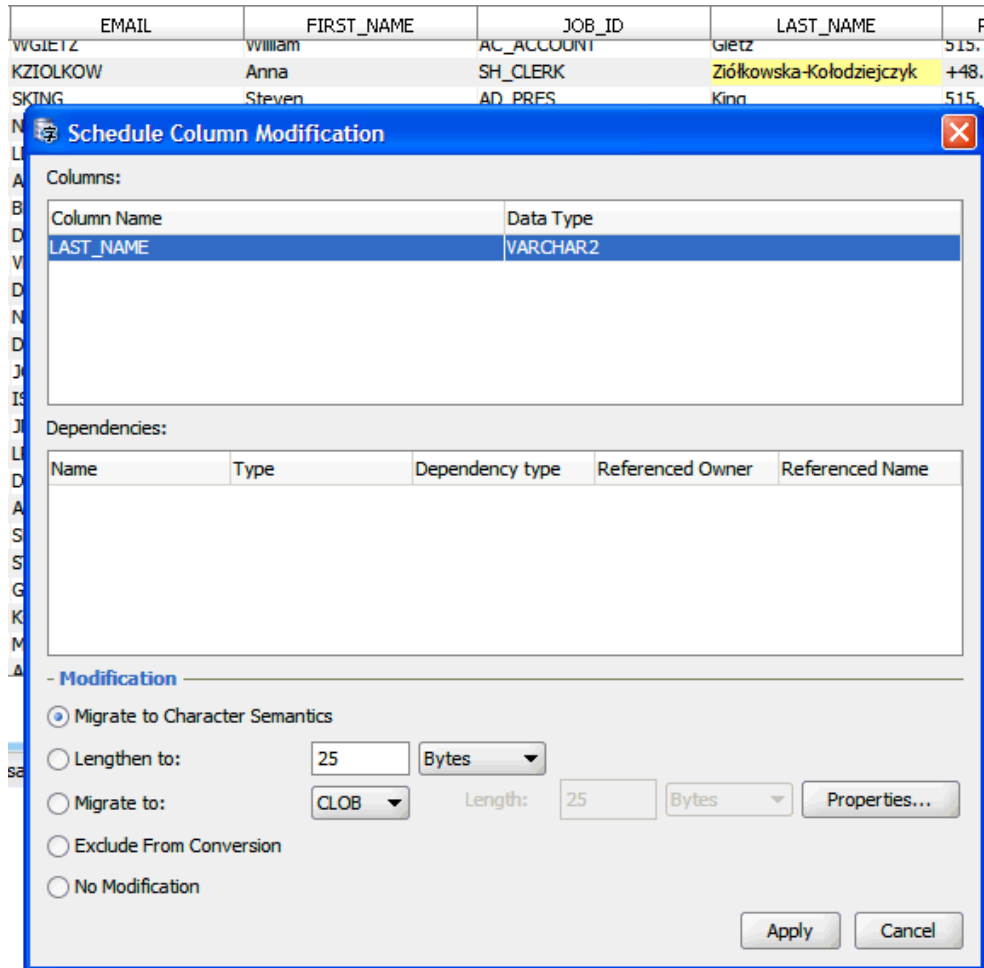 EMAIL FIRST_NAME JOB_ID LAST_NAME
WGIETZ William AC_ACCOUNT Gietz 515.
KZIOLKOW Anna SH_CLERK Ziółkowska-Kołodziejczyk +48.
SKING Steven AD_PRES King 515.
Schedule Column Modification
Columns:
Column Name Data Type
LAST_NAME VARCHAR2
Dependencies:
Name Type Dependency type Referenced Owner Referenced Name
Modification
Migrate to Character Semantics
Lengthen to: 25 Bytes
Migrate to: CLOB Length: 25 Bytes Properties...
Exclude From Conversion
No Modification
Apply Cancel